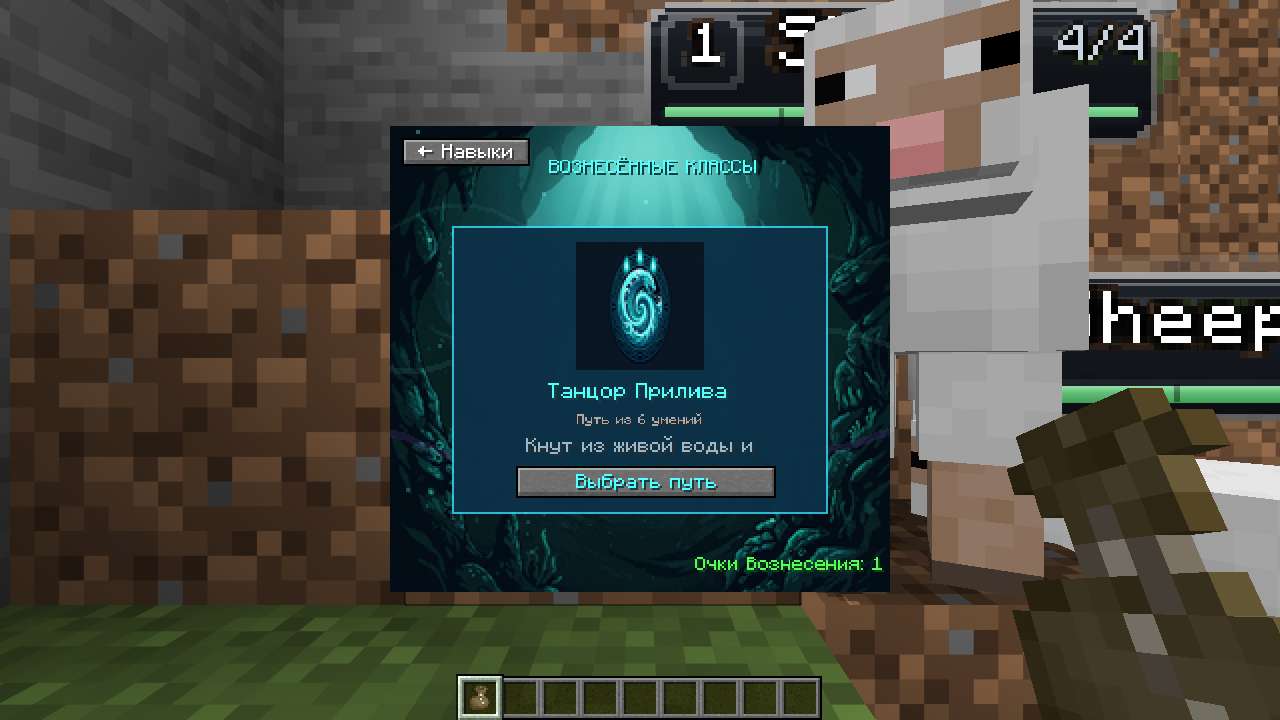 1
4/4
← Навыки
ВОЗНЕСЁННЫЕ КЛАССЫ
heep
Танцор Прилива
Путь из 6 умений
Кнут из живой воды и
Выбрать путь
Очки Вознесения: 1